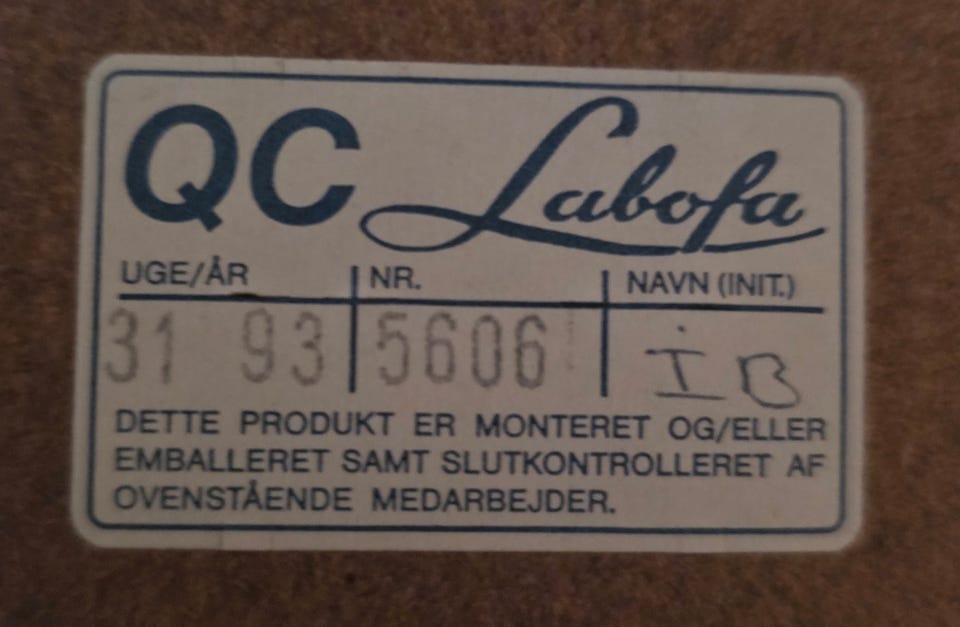 QC Labofa
UGE/ÅR NR. NAVN (INIT.)
31 93 5606 IB
DETTE PRODUKT ER MONTERET OG/ELLER
EMBALLERET SAMT SLUTKONTROLLERET AF
OVENSTÅENDE MEDARBEJDER.